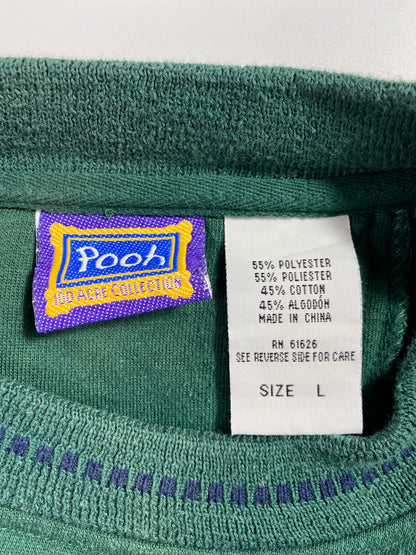 Pooh
100 ACRE COLLECTION
55% POLYESTER
55% POLIESTER
45% COTTON
45% ALGODÓN
MADE IN CHINA
RN 61626
SEE REVERSE SIDE FOR CARE
SIZE L